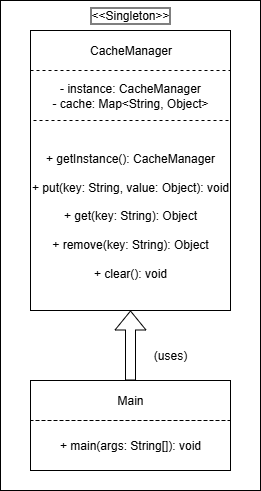 <<Singleton>>
CacheManager
- instance: CacheManager
- cache: Map<String, Object>
+ getInstance(): CacheManager
+ put(key: String, value: Object): void
+ get(key: String): Object
+ remove(key: String): Object
+ clear(): void
(uses)
Main
+ main(args: String[]): void